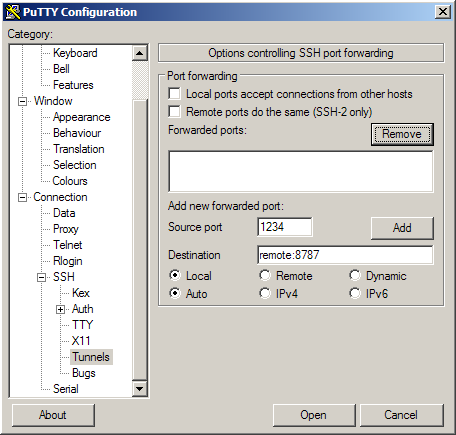 PuTTY Configuration
Category:
Keyboard
Bell
Features
Window
Appearance
Behaviour
Translation
Selection
Colours
Connection
Data
Proxy
Telnet
Rlogin
SSH
Kex
Auth
TTY
X11
Tunnels
Bugs
Serial
Options controlling SSH port forwarding
Port forwarding
Local ports accept connections from other hosts
Remote ports do the same (SSH-2 only)
Forwarded ports:
Remove
Add new forwarded port:
Source port 1234 Add
Destination remote:8787
Local Remote Dynamic
Auto IPv4 IPv6
About Open Cancel